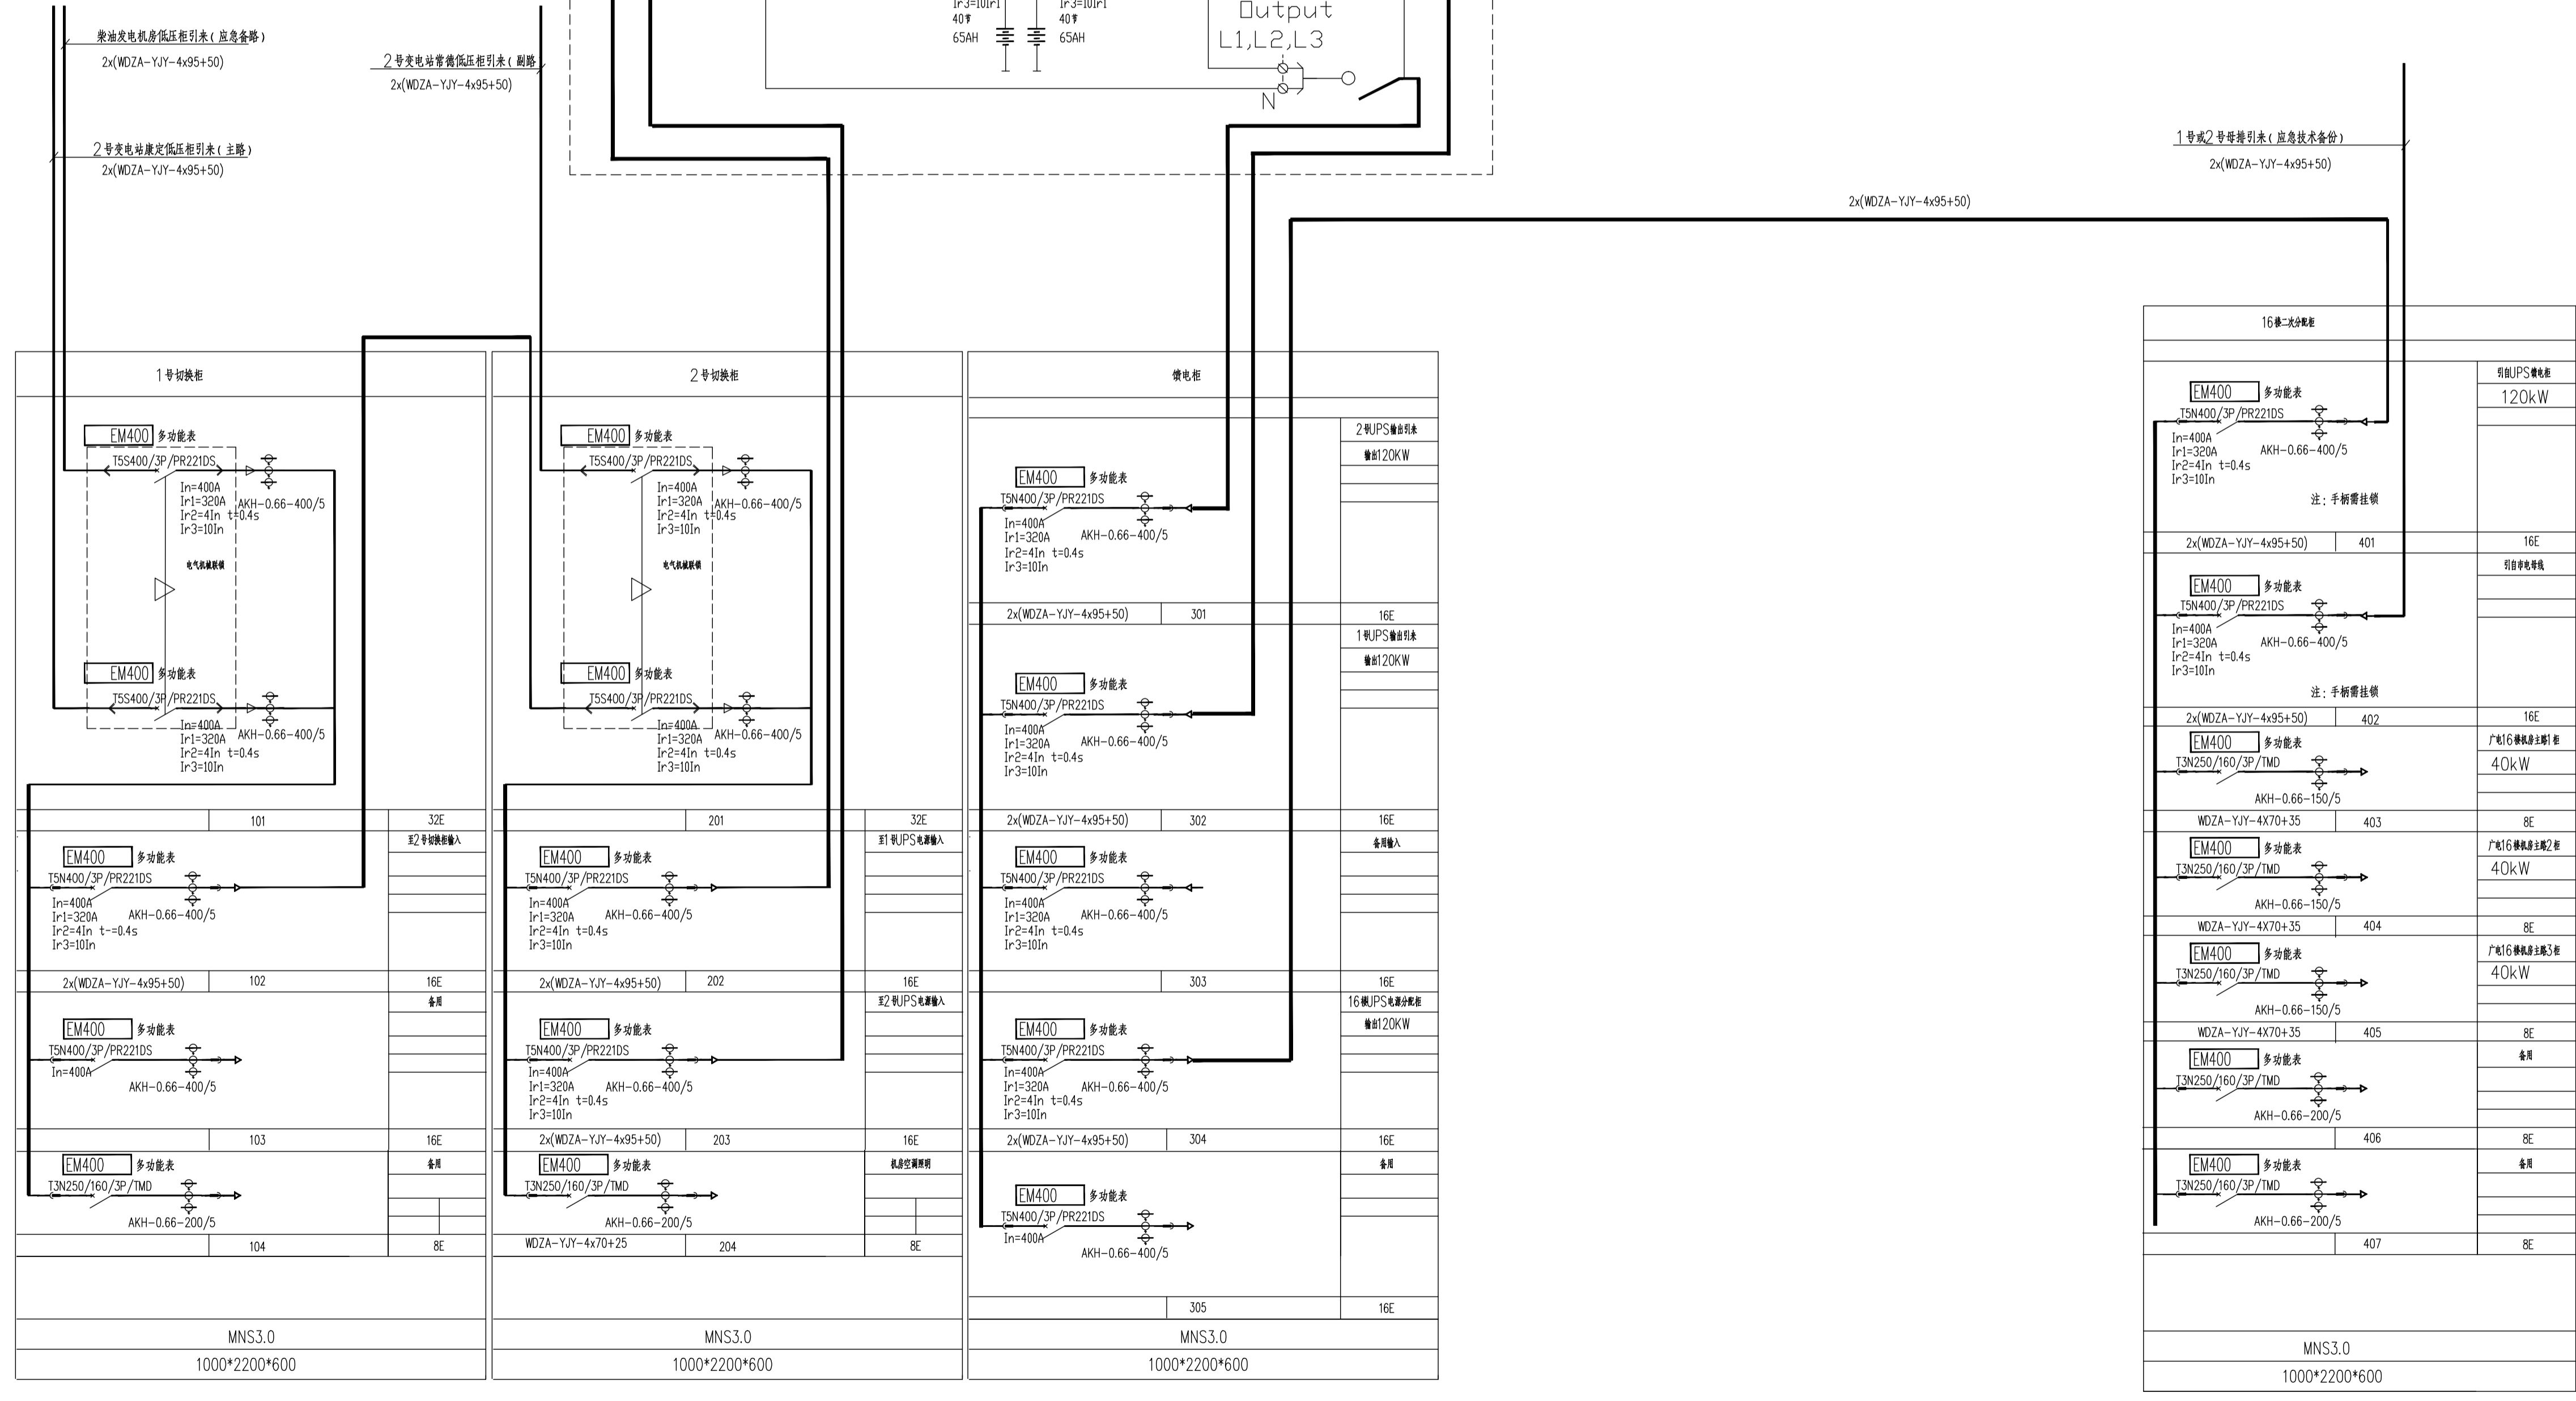 Ir3=10Ir1
40节
65AH
Ir3=10Ir1
40节
65AH
Output
L1,L2,L3
N
柴油发电机房低压柜引来(应急备路)
2x(WDZA-YJY-4x95+50)
2号变电站常德低压柜引来(副路
2x(WDZA-YJY-4x95+50)
2号变电站康定低压柜引来(主路)
2x(WDZA-YJY-4x95+50)
1号或2号母排引来(应急技术备份)
2x(WDZA-YJY-4x95+50)
2x(WDZA-YJY-4x95+50)
1号切换柜
EM400 多功能表
T5S400/3P/PR221DS
In=400A
Ir1=320A
Ir2=4In t=0.4s
Ir3=10In
AKH-0.66-400/5
电气机械联锁
EM400 多功能表
T5S400/3P/PR221DS
In=400A
Ir1=320A
Ir2=4In t=0.4s
Ir3=10In
AKH-0.66-400/5
101 32E
至2号切换柜输入
EM400 多功能表
T5N400/3P/PR221DS
In=400A
Ir1=320A
Ir2=4In t-=0.4s
Ir3=10In
AKH-0.66-400/5
2x(WDZA-YJY-4x95+50) 102 16E
备用
EM400 多功能表
T5N400/3P/PR221DS
In=400A
AKH-0.66-400/5
103 16E
备用
EM400 多功能表
T3N250/160/3P/TMD
AKH-0.66-200/5
104 8E
MNS3.0
1000*2200*600
2号切换柜
EM400 多功能表
T5S400/3P/PR221DS
In=400A
Ir1=320A
Ir2=4In t=0.4s
Ir3=10In
AKH-0.66-400/5
电气机械联锁
EM400 多功能表
T5S400/3P/PR221DS
In=400A
Ir1=320A
Ir2=4In t=0.4s
Ir3=10In
AKH-0.66-400/5
201 32E
至1号UPS电源输入
EM400 多功能表
T5N400/3P/PR221DS
In=400A
Ir1=320A
Ir2=4In t=0.4s
Ir3=10In
AKH-0.66-400/5
2x(WDZA-YJY-4x95+50) 202 16E
至2号UPS电源输入
EM400 多功能表
T5N400/3P/PR221DS
In=400A
Ir1=320A
Ir2=4In t=0.4s
Ir3=10In
AKH-0.66-400/5
2x(WDZA-YJY-4x95+50) 203 16E
机房空调照明
EM400 多功能表
T3N250/160/3P/TMD
AKH-0.66-200/5
WDZA-YJY-4x70+25 204 8E
MNS3.0
1000*2200*600
馈电柜
2号UPS输出引来
输出120KW
EM400 多功能表
T5N400/3P/PR221DS
In=400A
Ir1=320A
Ir2=4In t=0.4s
Ir3=10In
AKH-0.66-400/5
2x(WDZA-YJY-4x95+50) 301 16E
1号UPS输出引来
输出120KW
EM400 多功能表
T5N400/3P/PR221DS
In=400A
Ir1=320A
Ir2=4In t=0.4s
Ir3=10In
AKH-0.66-400/5
2x(WDZA-YJY-4x95+50) 302 16E
备用输入
EM400 多功能表
T5N400/3P/PR221DS
In=400A
Ir1=320A
Ir2=4In t=0.4s
Ir3=10In
AKH-0.66-400/5
303 16E
16楼UPS电源分配柜
输出120KW
EM400 多功能表
T5N400/3P/PR221DS
In=400A
Ir1=320A
Ir2=4In t=0.4s
Ir3=10In
AKH-0.66-400/5
2x(WDZA-YJY-4x95+50) 304 16E
备用
EM400 多功能表
T5N400/3P/PR221DS
In=400A
AKH-0.66-400/5
305 16E
MNS3.0
1000*2200*600
16楼二次分配柜
引自UPS馈电柜
120kW
EM400 多功能表
T5N400/3P/PR221DS
In=400A
Ir1=320A
Ir2=4In t=0.4s
Ir3=10In
AKH-0.66-400/5
注:手柄需挂锁
2x(WDZA-YJY-4x95+50) 401 16E
引自市电母线
EM400 多功能表
T5N400/3P/PR221DS
In=400A
Ir1=320A
Ir2=4In t=0.4s
Ir3=10In
AKH-0.66-400/5
注:手柄需挂锁
2x(WDZA-YJY-4x95+50) 402 16E
广电16楼机房主路1柜
40kW
EM400 多功能表
T3N250/160/3P/TMD
AKH-0.66-150/5
WDZA-YJY-4X70+35 403 8E
广电16楼机房主路2柜
40kW
EM400 多功能表
T3N250/160/3P/TMD
AKH-0.66-150/5
WDZA-YJY-4X70+35 404 8E
广电16楼机房主路3柜
40kW
EM400 多功能表
T3N250/160/3P/TMD
AKH-0.66-150/5
WDZA-YJY-4X70+35 405 8E
备用
EM400 多功能表
T3N250/160/3P/TMD
AKH-0.66-200/5
406 8E
备用
EM400 多功能表
T3N250/160/3P/TMD
AKH-0.66-200/5
407 8E
MNS3.0
1000*2200*600